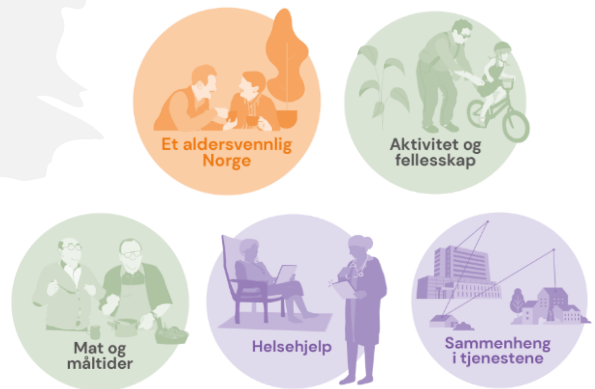 Et aldersvennlig
Norge
Aktivitet og
fellesskap
Mat og
måltider
Helsehjelp
Sammenheng
i tjenestene